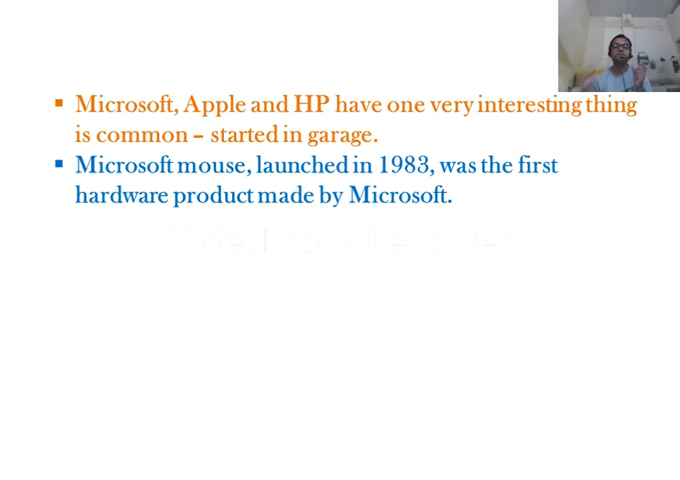 ▪ Microsoft, Apple and HP have one very interesting thing
is common – started in garage.
▪ Microsoft mouse, launched in 1983, was the first
hardware product made by Microsoft.